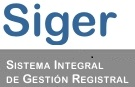 Siger
SISTEMA INTEGRAL
DE GESTIÓN REGISTRAL